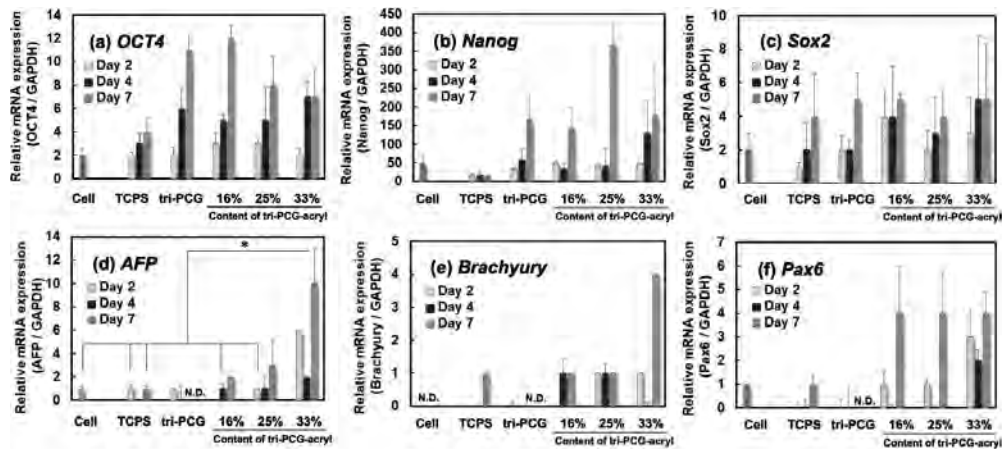 (a) OCT4
Relative mRNA expression
(OCT4 / GAPDH)
14
12
10
8
6
4
2
0
Day 2
Day 4
Day 7
Cell TCPS tri-PCG 16% 25% 33%
Content of tri-PCG-acryl
(b) Nanog
Relative mRNA expression
(Nanog / GAPDH)
450
400
350
300
250
200
150
100
50
0
Day 2
Day 4
Day 7
Cell TCPS tri-PCG 16% 25% 33%
Content of tri-PCG-acryl
(c) Sox2
Relative mRNA expression
(Sox2 / GAPDH)
10
8
6
4
2
0
Day 2
Day 4
Day 7
Cell TCPS tri-PCG 16% 25% 33%
Content of tri-PCG-acryl
(d) AFP
Relative mRNA expression
(AFP / GAPDH)
14
12
10
8
6
4
2
0
Day 2
Day 4
Day 7
*
N.D.
Cell TCPS tri-PCG 16% 25% 33%
Content of tri-PCG-acryl
(e) Brachyury
Relative mRNA expression
(Brachyury / GAPDH)
5
4
3
2
1
0
Day 2
Day 4
Day 7
N.D. N.D.
Cell TCPS tri-PCG 16% 25% 33%
Content of tri-PCG-acryl
(f) Pax6
Relative mRNA expression
(Pax6 / GAPDH)
7
6
5
4
3
2
1
0
Day 2
Day 4
Day 7
N.D.
Cell TCPS tri-PCG 16% 25% 33%
Content of tri-PCG-acryl